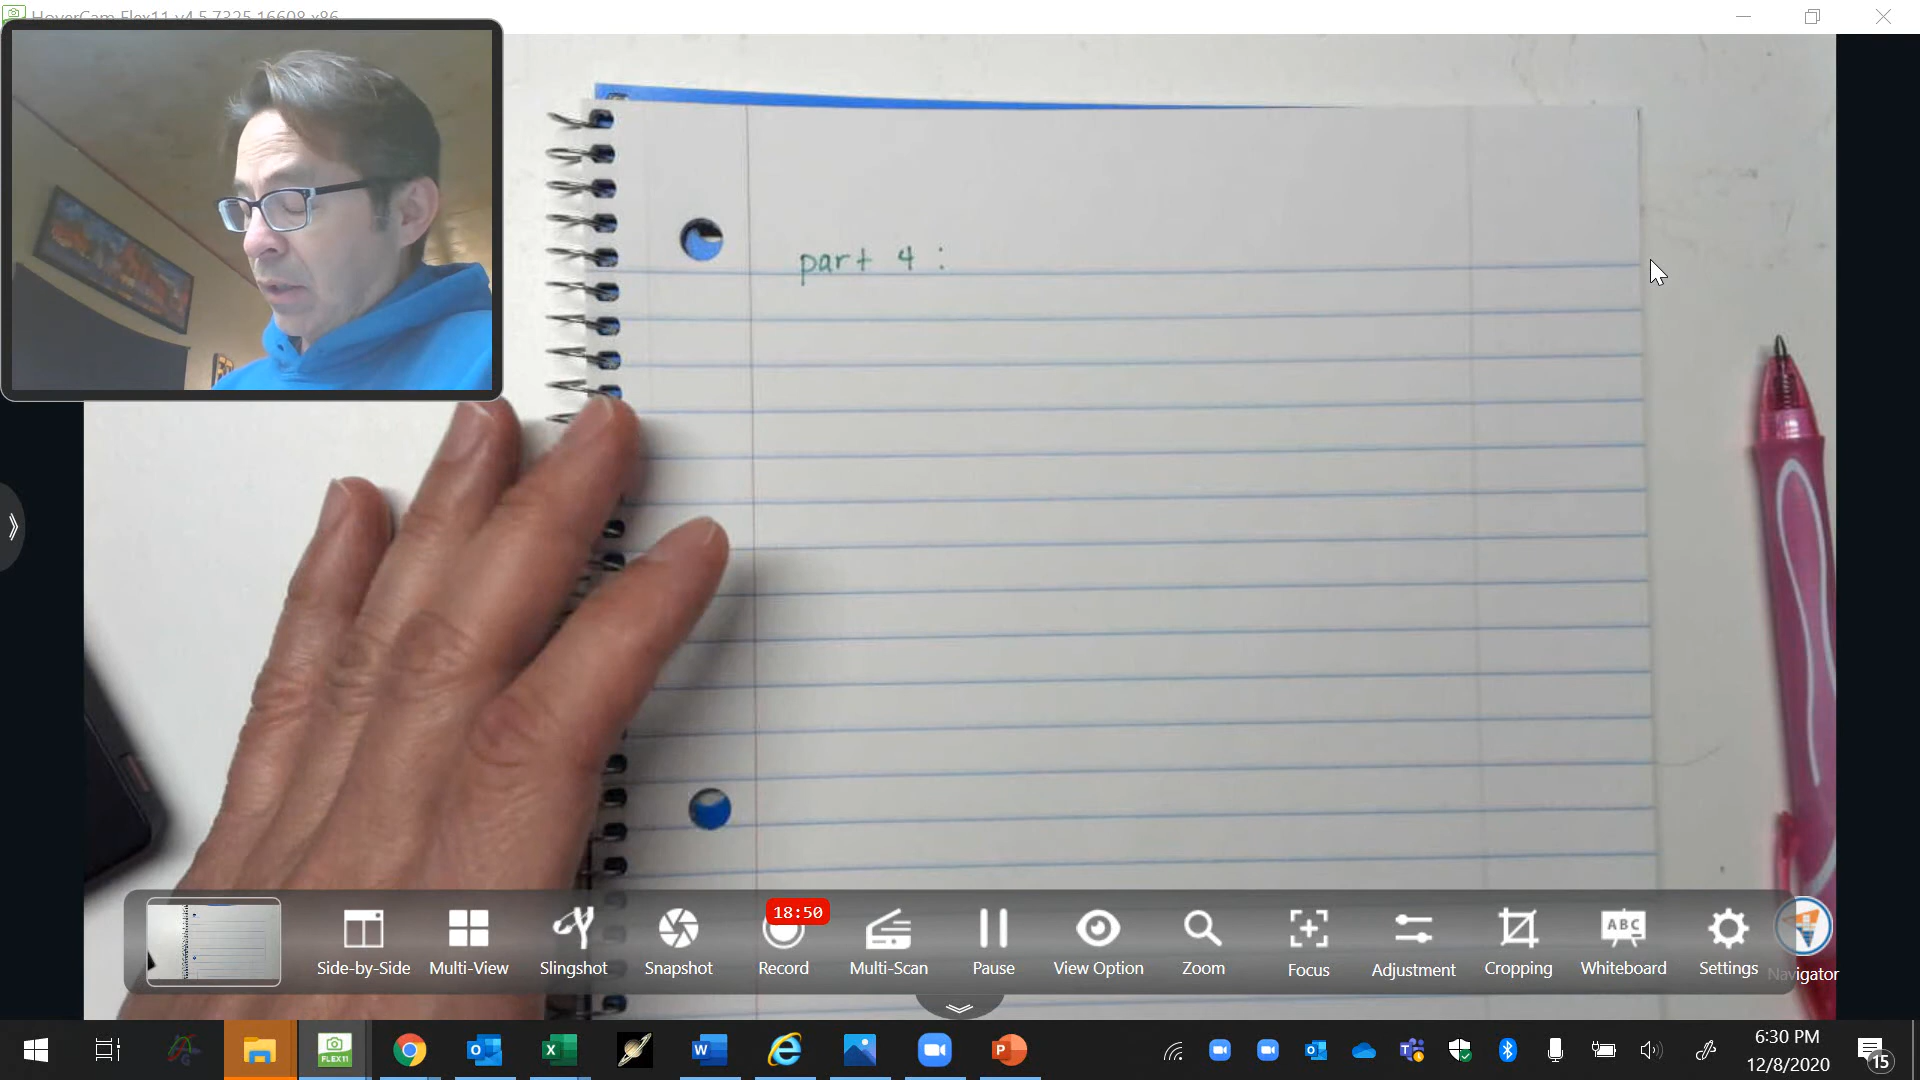 HoverCam Flex11 v4.5.7325.16608 x86
part 4 :
18:50
Side-by-Side Multi-View Slingshot Snapshot Record Multi-Scan Pause View Option Zoom Focus Adjustment Cropping Whiteboard Settings Navigator
ABC
FLEX11
6:30 PM
12/8/2020
15